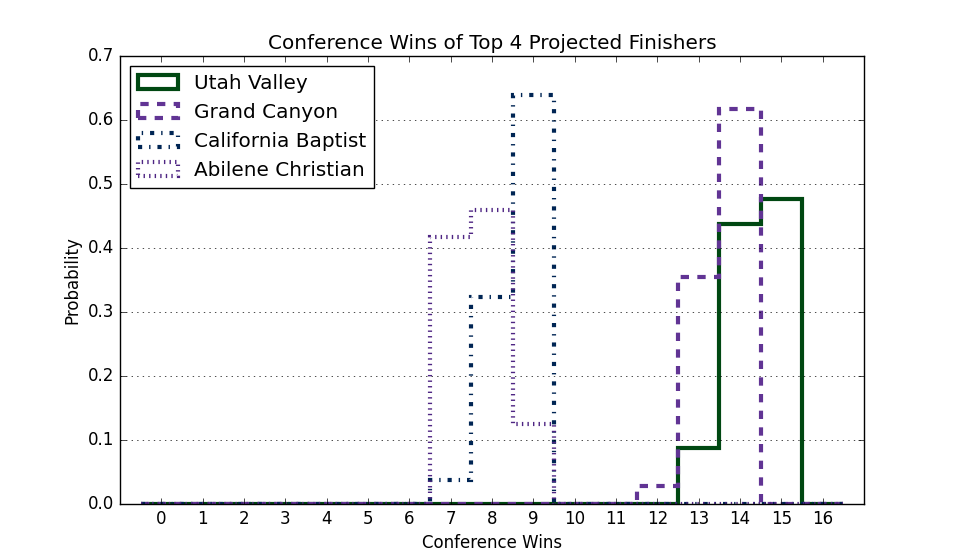 Conference Wins of Top 4 Projected Finishers
0.7
0.6
0.5
0.4
0.3
0.2
0.1
0.0
Probability
Utah Valley
Grand Canyon
California Baptist
Abilene Christian
0 1 2 3 4 5 6 7 8 9 10 11 12 13 14 15 16
Conference Wins